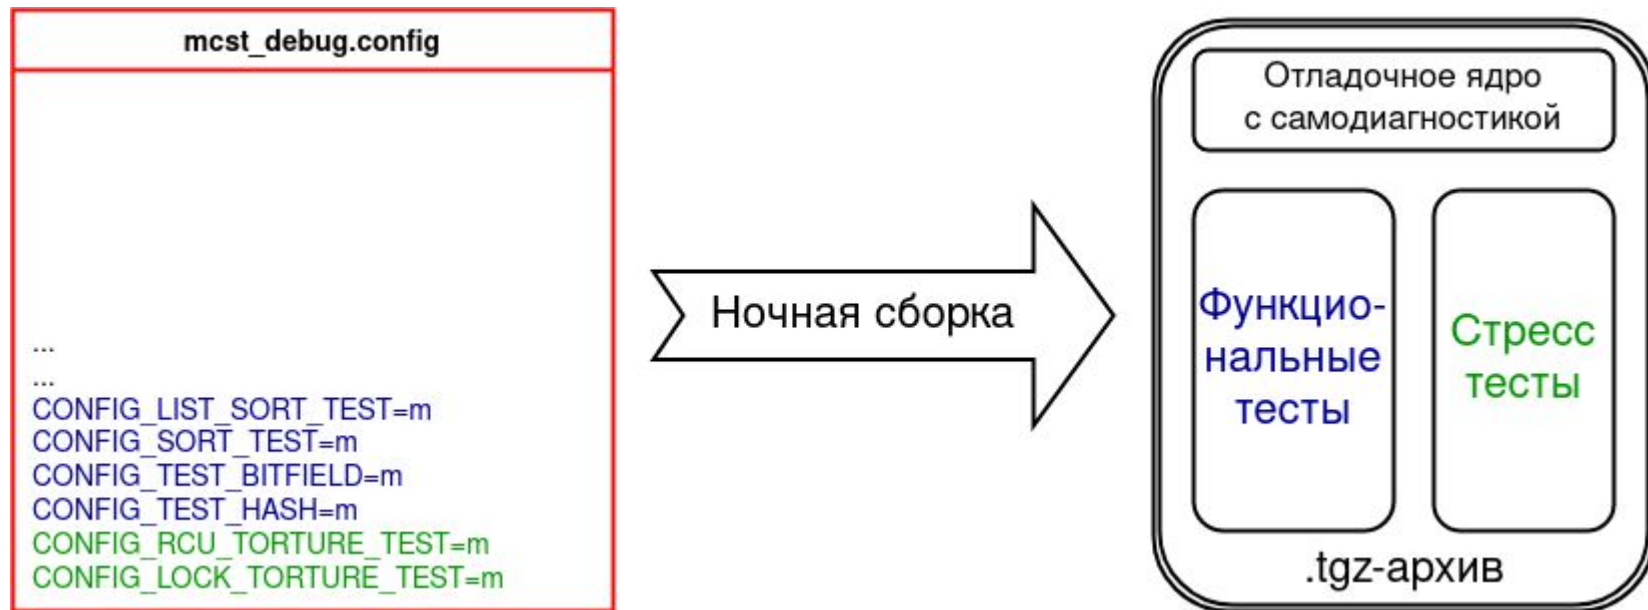 mcst_debug.config
...
...
CONFIG_LIST_SORT_TEST=m
CONFIG_SORT_TEST=m
CONFIG_TEST_BITFIELD=m
CONFIG_TEST_HASH=m
CONFIG_RCU_TORTURE_TEST=m
CONFIG_LOCK_TORTURE_TEST=m
Ночная сборка
Отладочное ядро
с самодиагностикой
Функцио-
нальные
тесты
Стресс
тесты
.tgz-архив